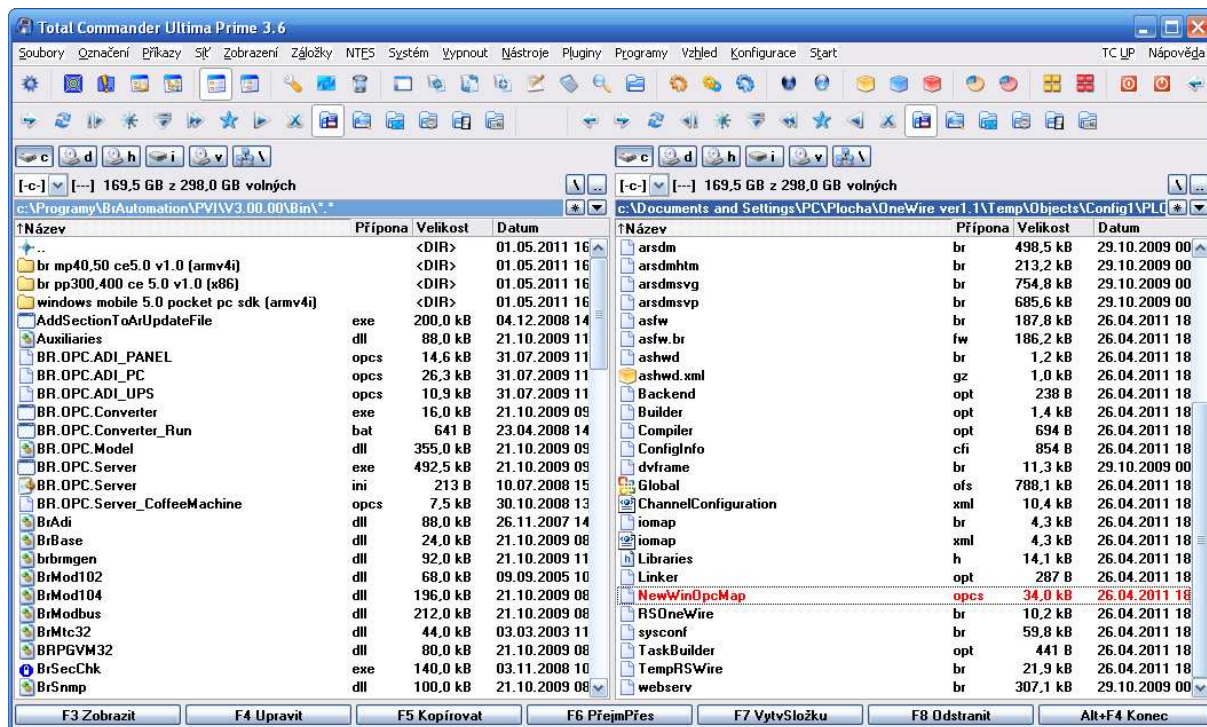 Total Commander Ultima Prime 3.6
Soubory Označení Příkazy Síť Zobrazení Záložky NTFS Systém Vypnout Nástroje Pluginy Programy Vzhled Konfigurace Start TC UP Nápověda
c d h i v \ c d h i v \
[-c-] [---] 169,5 GB z 298,0 GB volných \ .. [-c-] [---] 169,5 GB z 298,0 GB volných \ ..
c:\Programy\BrAutomation\PVI\V3.00.00\Bin\*.* * c:\Documents and Settings\PC\Plocha\OneWire ver1.1\Temp\Objects\Config1\PLC *
↑Název Přípona Velikost Datum ↑Název Přípona Velikost Datum
.. <DIR> 01.05.2011 16 arsdm br 498,5 kB 29.10.2009 00
br mp40,50 ce5.0 v1.0 (armv4i) <DIR> 01.05.2011 16 arsdmhtm br 213,2 kB 29.10.2009 00
br pp300,400 ce 5.0 v1.0 (x86) <DIR> 01.05.2011 16 arsdmsvg br 754,8 kB 29.10.2009 00
windows mobile 5.0 pocket pc sdk (armv4i) <DIR> 01.05.2011 16 arsdmsvp br 685,6 kB 29.10.2009 00
AddSectionToArUpdateFile exe 200,0 kB 04.12.2008 14 asfw br 187,8 kB 26.04.2011 18
Auxiliaries dll 88,0 kB 21.10.2009 11 asfw.br fw 186,2 kB 26.04.2011 18
BR.OPC.ADI_PANEL opcs 14,6 kB 31.07.2009 11 ashwd br 1,2 kB 26.04.2011 18
BR.OPC.ADI_PC opcs 26,3 kB 31.07.2009 11 ashwd.xml gz 1,0 kB 26.04.2011 18
BR.OPC.ADI_UPS opcs 10,9 kB 31.07.2009 11 Backend opt 238 B 26.04.2011 18
BR.OPC.Converter exe 16,0 kB 21.10.2009 09 Builder opt 1,4 kB 26.04.2011 18
BR.OPC.Converter_Run bat 641 B 23.04.2008 14 Compiler opt 694 B 26.04.2011 18
BR.OPC.Model dll 355,0 kB 21.10.2009 09 ConfigInfo cfi 854 B 26.04.2011 18
BR.OPC.Server exe 492,5 kB 21.10.2009 09 dvframe br 11,3 kB 29.10.2009 00
BR.OPC.Server ini 213 B 10.07.2008 15 Global ofs 788,1 kB 26.04.2011 18
BR.OPC.Server_CoffeeMachine opcs 7,5 kB 30.10.2008 13 ChannelConfiguration xml 10,4 kB 26.04.2011 18
BrAdi dll 88,0 kB 26.11.2007 14 iomap br 4,3 kB 26.04.2011 18
BrBase dll 24,0 kB 21.10.2009 08 iomap xml 4,3 kB 26.04.2011 18
brbrmgen dll 92,0 kB 21.10.2009 11 Libraries h 14,1 kB 26.04.2011 18
BrMod102 dll 68,0 kB 09.09.2005 10 Linker opt 287 B 26.04.2011 18
BrMod104 dll 196,0 kB 21.10.2009 08 NewWinOpcMap opcs 34,0 kB 26.04.2011 18
BrModbus dll 212,0 kB 21.10.2009 08 RSOneWire br 10,2 kB 26.04.2011 18
BrMtc32 dll 44,0 kB 03.03.2003 11 sysconf br 59,8 kB 26.04.2011 18
BRPGVM32 dll 80,0 kB 21.10.2009 08 TaskBuilder opt 441 B 26.04.2011 18
BrSecChk exe 140,0 kB 03.11.2008 10 TempRSWire br 21,9 kB 26.04.2011 18
BrSnmp dll 100,0 kB 21.10.2009 08 webserv br 307,1 kB 29.10.2009 00
F3 Zobrazit F4 Upravit F5 Kopírovat F6 PřejmPřes F7 VytvSložku F8 Odstranit Alt+F4 Konec